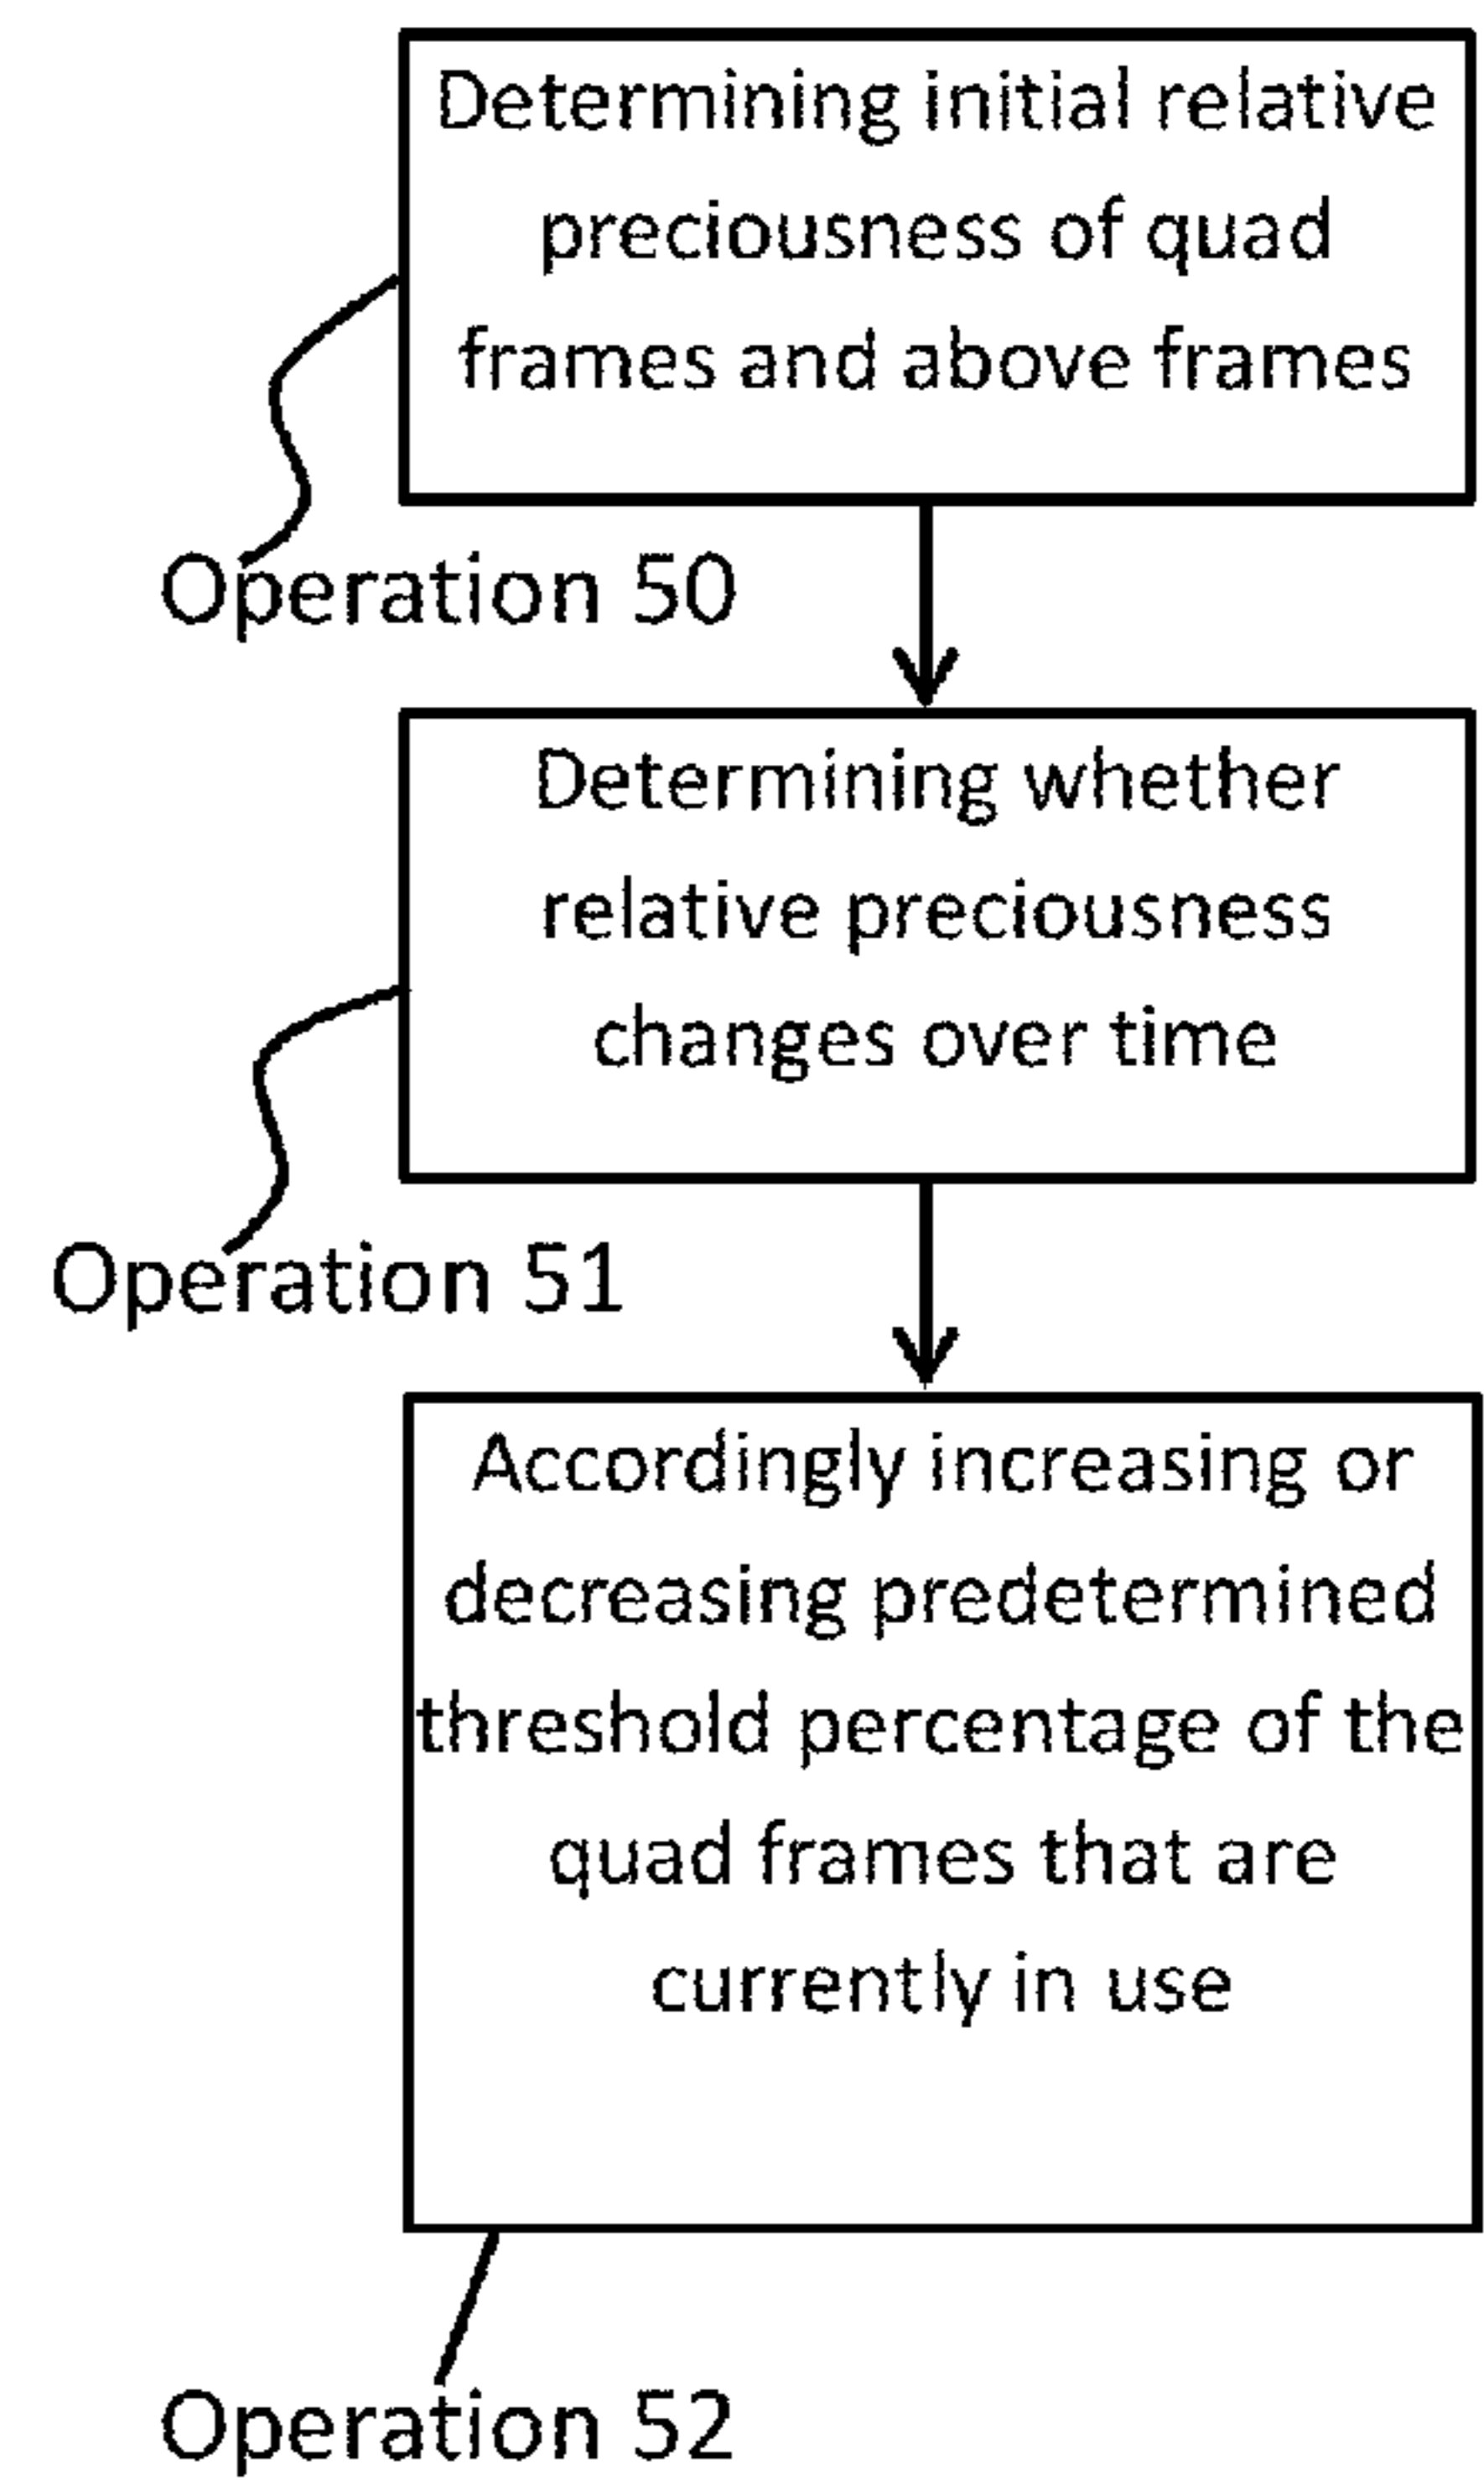 Determining initial relative
preciousness of quad
frames and above frames
Operation 50
Determining whether
relative preciousness
changes over time
Operation 51
Accordingly increasing or
decreasing predetermined
threshold percentage of the
quad frames that are
currently in use
Operation 52